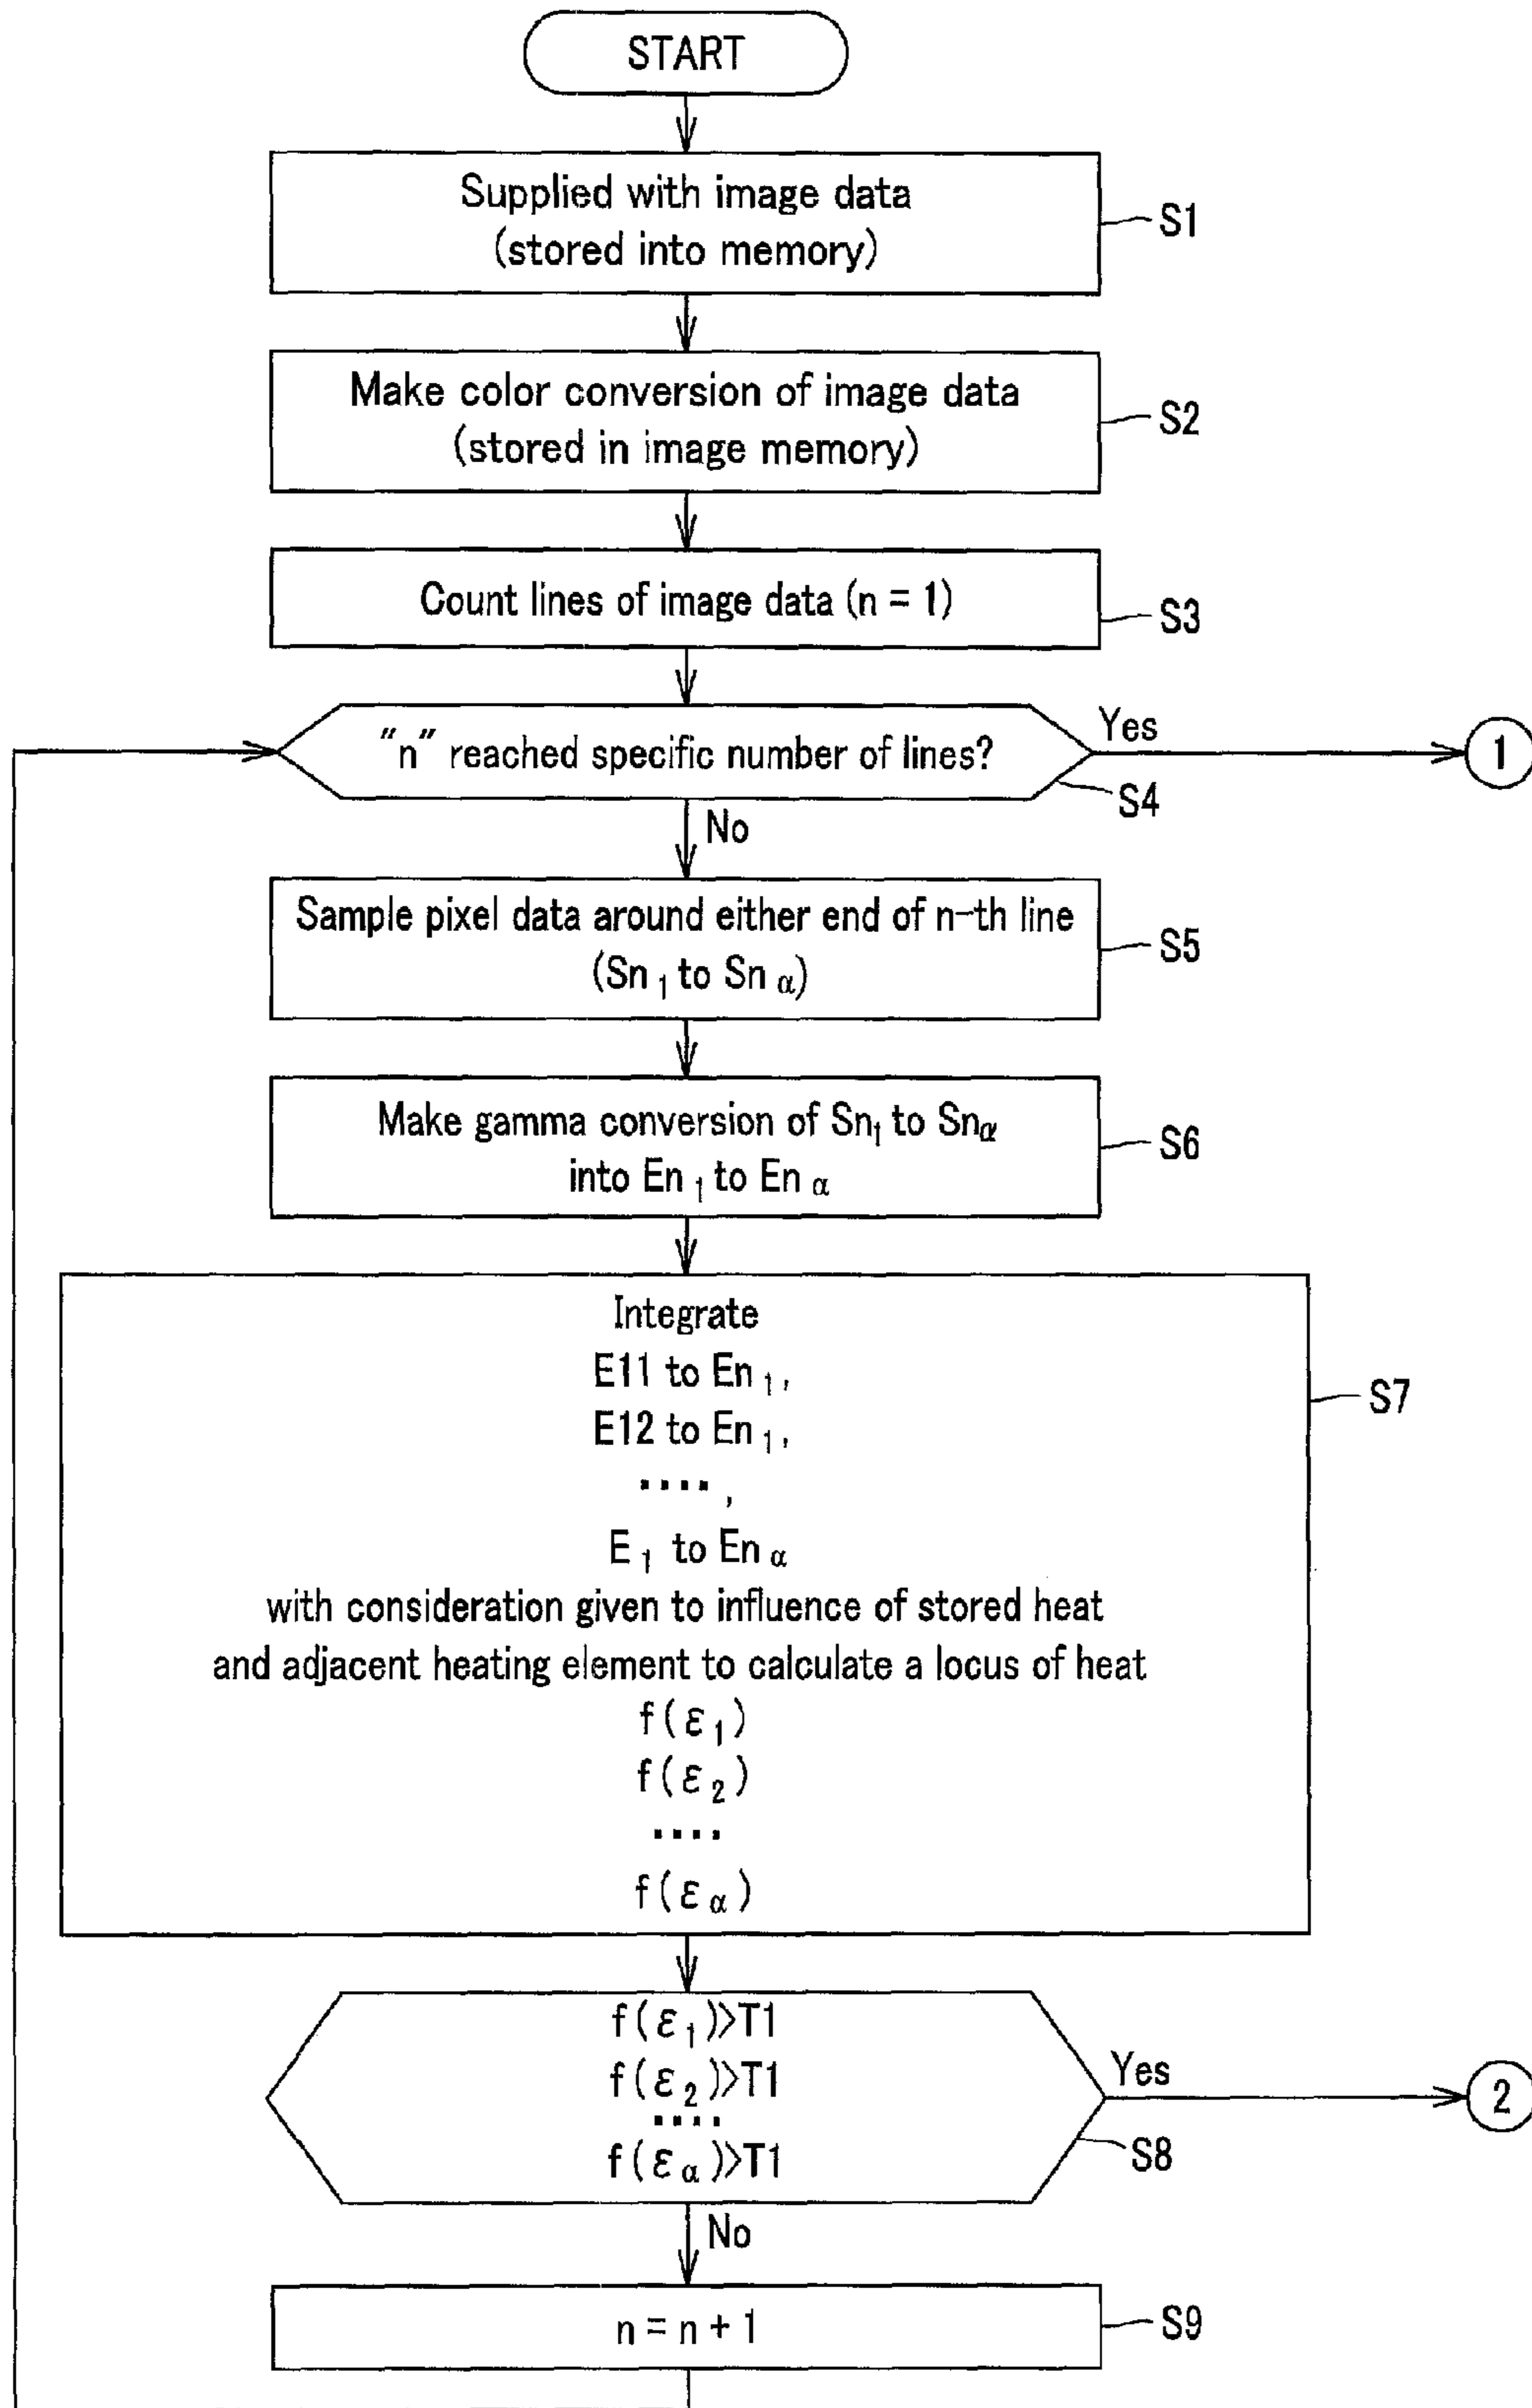 START
Supplied with image data
(stored into memory)
S1
Make color conversion of image data
(stored in image memory)
S2
Count lines of image data (n = 1)
S3
"n" reached specific number of lines?
Yes
1
S4
No
Sample pixel data around either end of n-th line
(Sn₁ to Snα)
S5
Make gamma conversion of Sn₁ to Snα
into En₁ to Enα
S6
Integrate
E11 to En₁,
E12 to En₁,
····,
E₁ to Enα
with consideration given to influence of stored heat
and adjacent heating element to calculate a locus of heat
f(ε₁)
f(ε₂)
····
f(εα)
S7
f(ε₁)>T1
f(ε₂)>T1
····
f(εα)>T1
Yes
2
S8
No
n = n + 1
S9